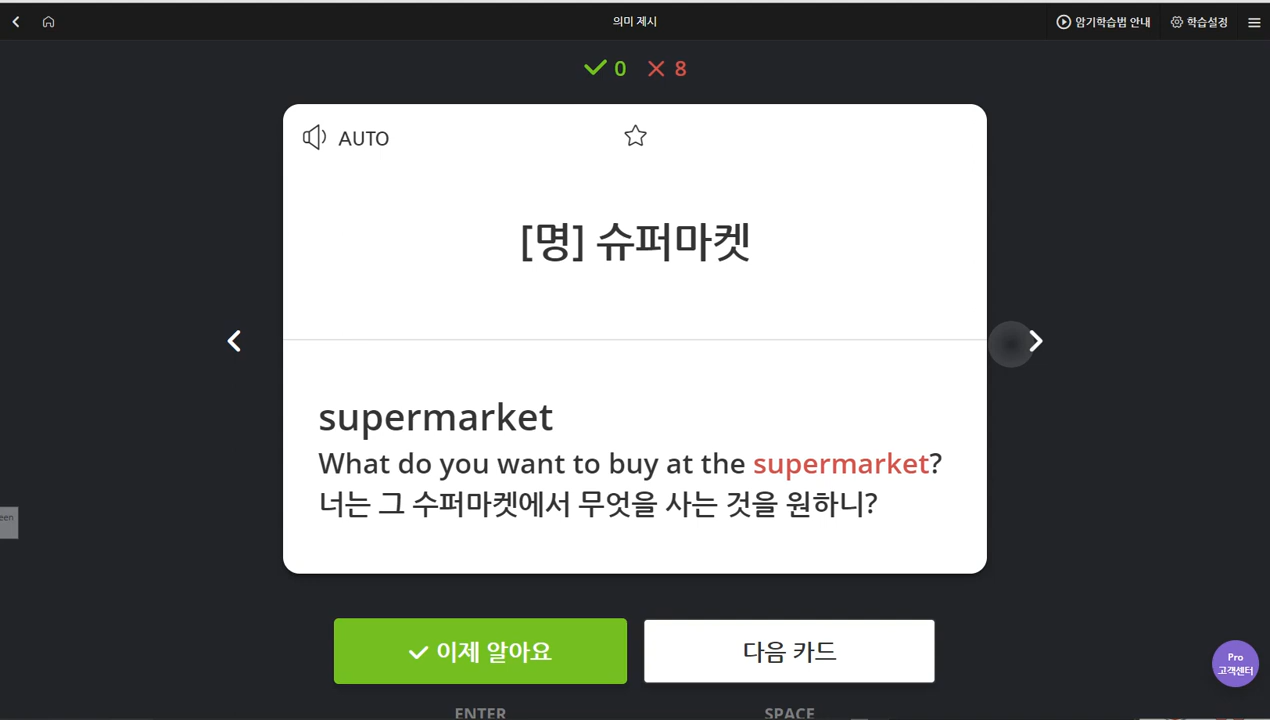 의미 제시
암기학습법 안내
학습설정
0
8
AUTO
[명] 슈퍼마켓
supermarket
What do you want to buy at the supermarket?
너는 그 수퍼마켓에서 무엇을 사는 것을 원하니?
een
이제 알아요
다음 카드
Pro
고객센터
ENTER
SPACE